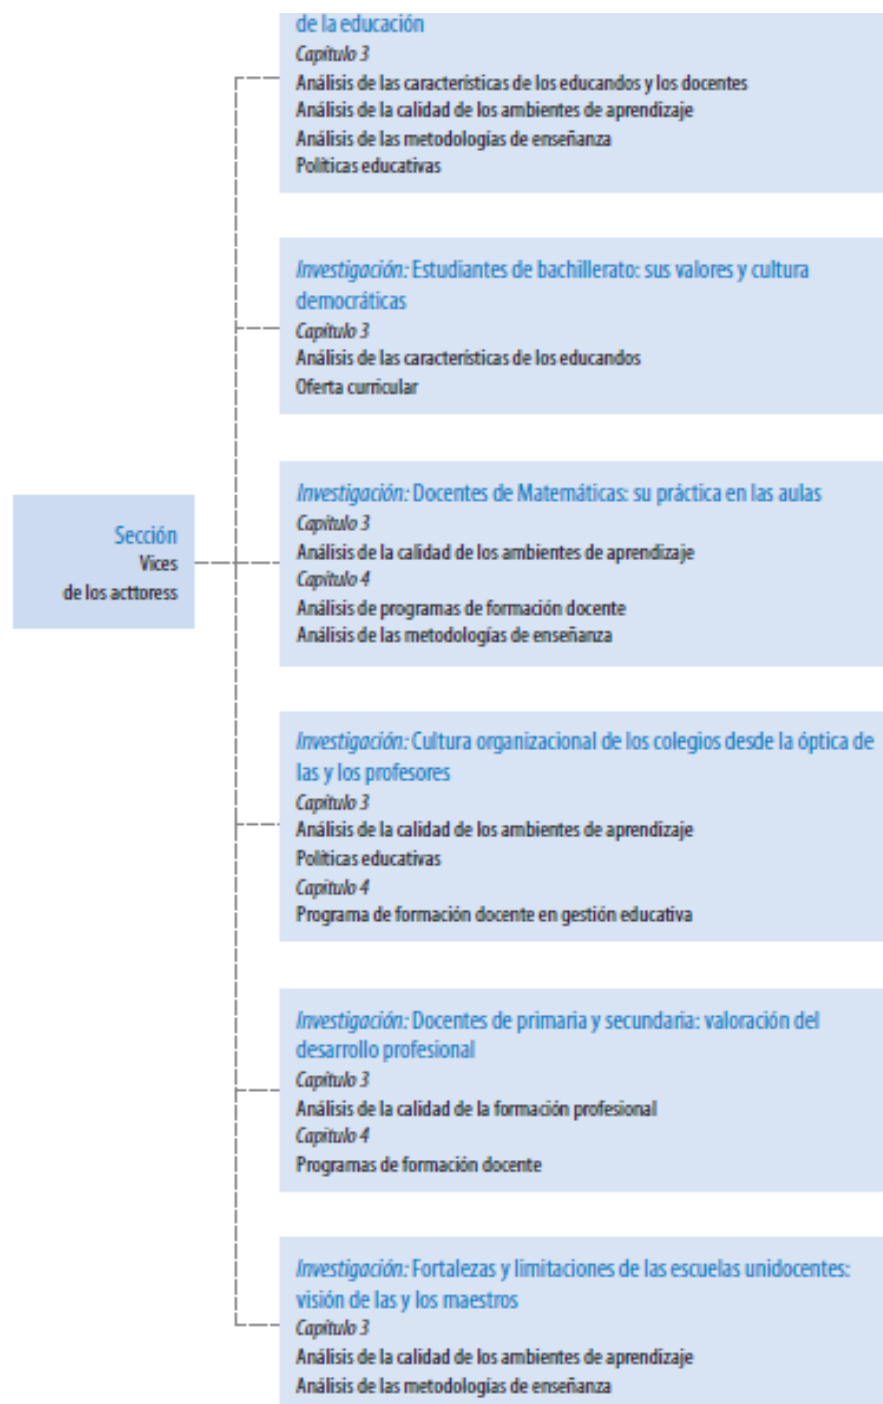 de la educación
Capítulo 3
Análisis de las características de los educandos y los docentes
Análisis de la calidad de los ambientes de aprendizaje
Análisis de las metodologías de enseñanza
Políticas educativas
Investigación: Estudiantes de bachillerato: sus valores y cultura
democráticas
Capítulo 3
Análisis de las características de los educandos
Oferta curricular
Sección
Vices
de los acttoress
Investigación: Docentes de Matemáticas: su práctica en las aulas
Capítulo 3
Análisis de la calidad de los ambientes de aprendizaje
Capítulo 4
Análisis de programas de formación docente
Análisis de las metodologías de enseñanza
Investigación: Cultura organizacional de los colegios desde la óptica de
las y los profesores
Capítulo 3
Análisis de la calidad de los ambientes de aprendizaje
Políticas educativas
Capítulo 4
Programa de formación docente en gestión educativa
Investigación: Docentes de primaria y secundaria: valoración del
desarrollo profesional
Capítulo 3
Análisis de la calidad de la formación profesional
Capítulo 4
Programas de formación docente
Investigación: Fortalezas y limitaciones de las escuelas unidocentes:
visión de las y los maestros
Capítulo 3
Análisis de la calidad de los ambientes de aprendizaje
Análisis de las metodologías de enseñanza